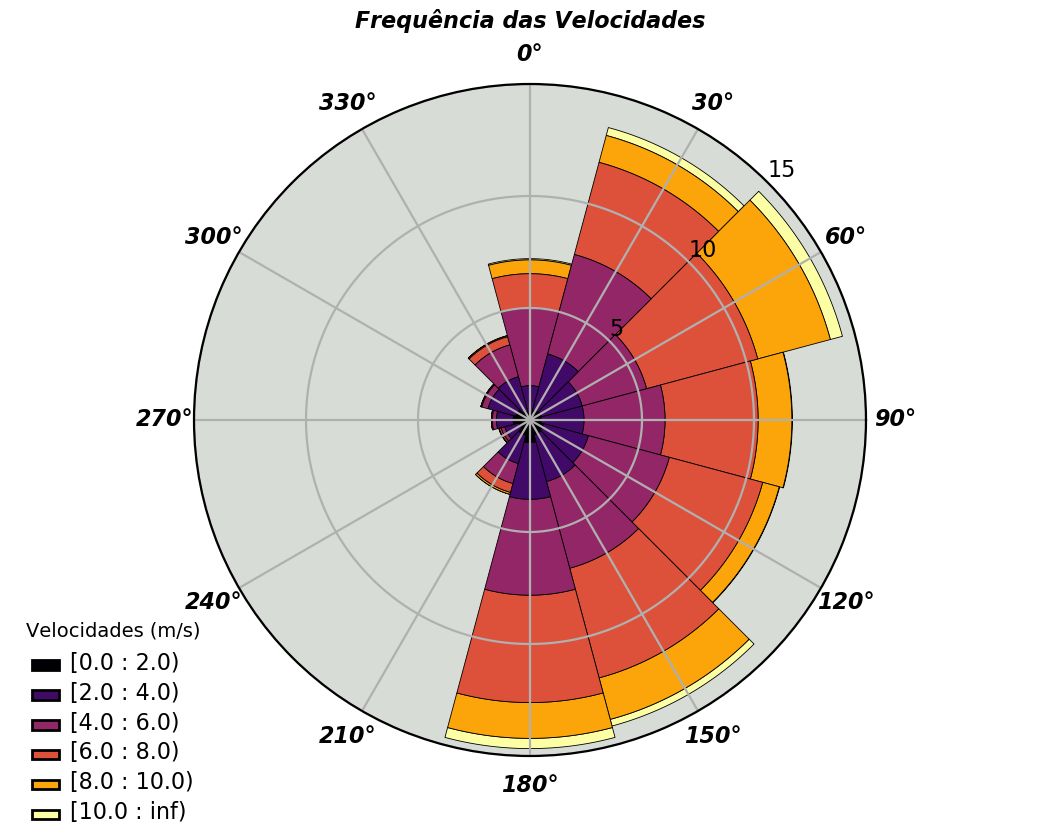 Frequência das Velocidades
0°
330°
30°
15
300°
60°
10
5
270°
90°
240°
120°
210°
150°
180°
Velocidades (m/s)
[0.0 : 2.0)
[2.0 : 4.0)
[4.0 : 6.0)
[6.0 : 8.0)
[8.0 : 10.0)
[10.0 : inf)